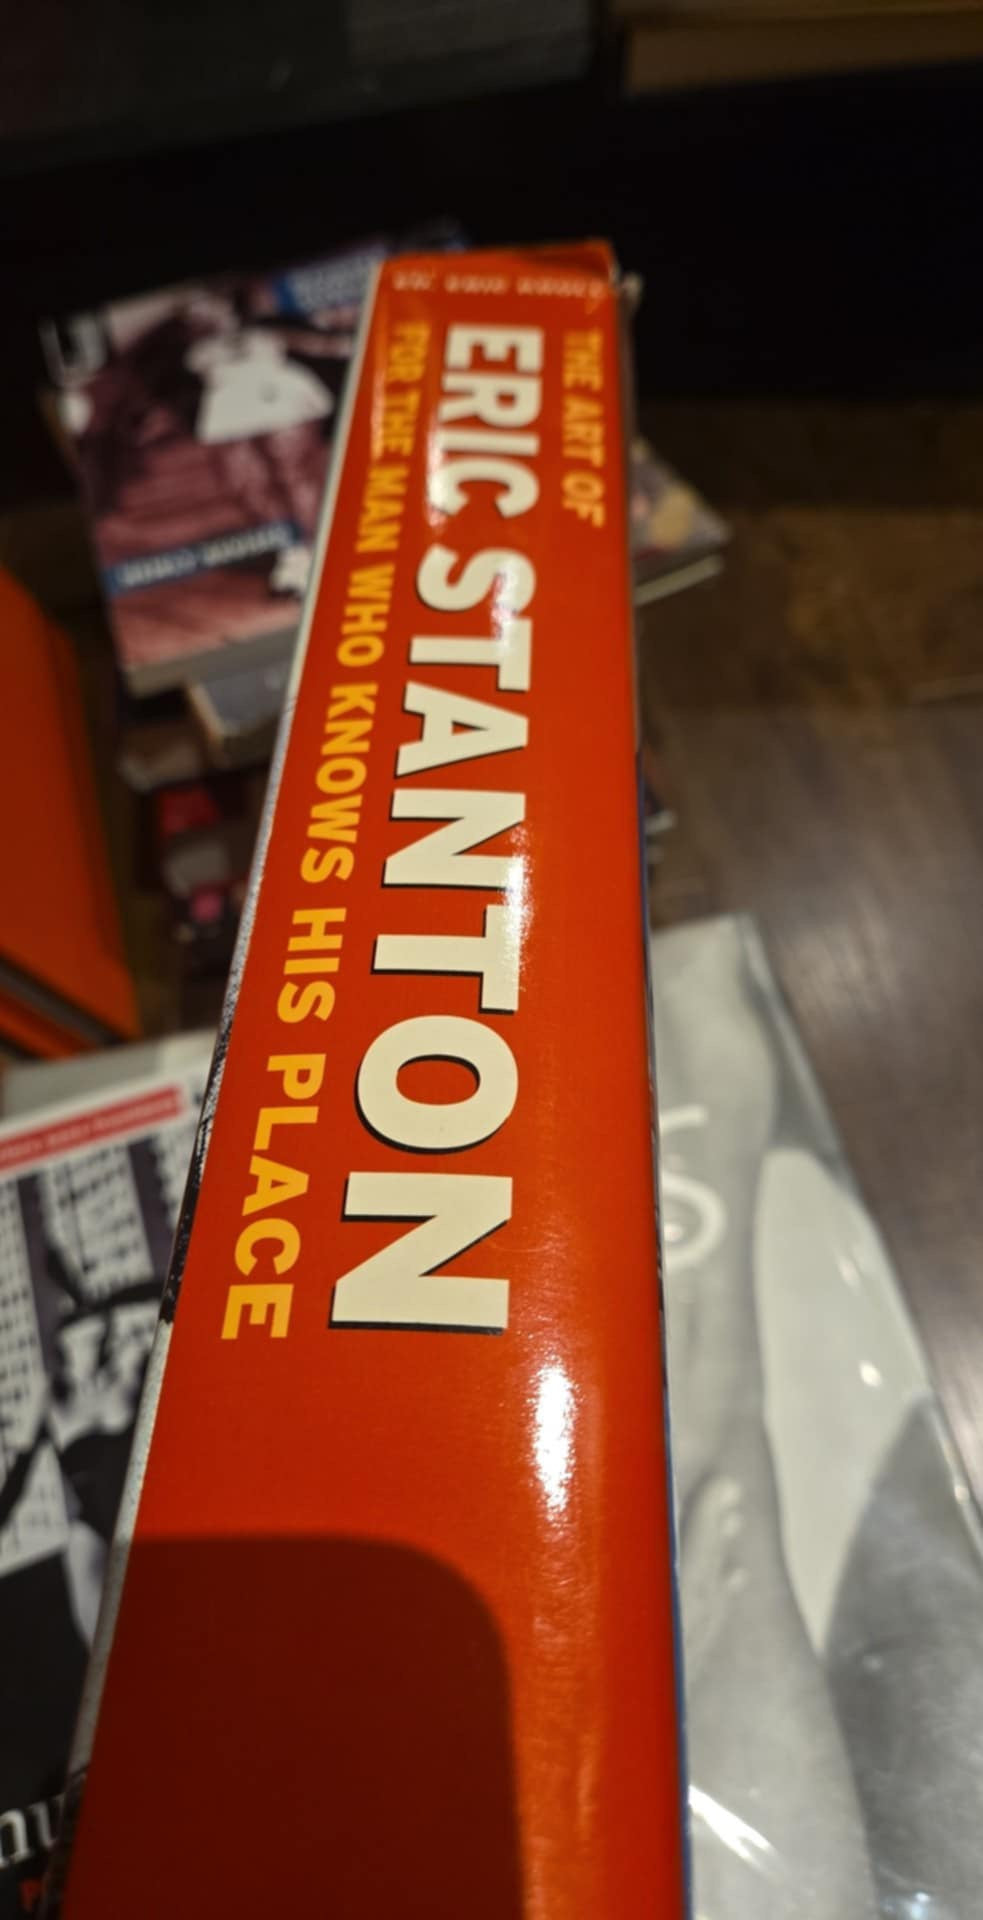 THE ART OF
ERIC STANTON
FOR THE MAN WHO KNOWS HIS PLACE